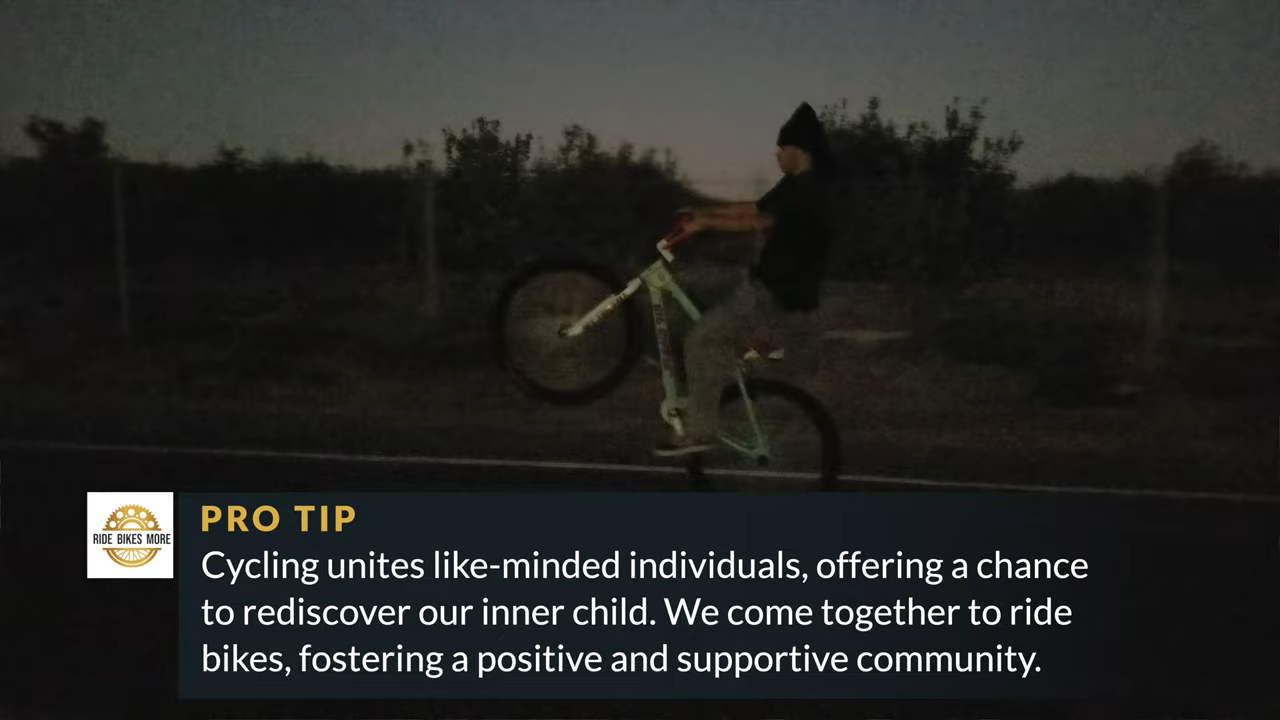 RIDE BIKES MORE
PRO TIP
Cycling unites like-minded individuals, offering a chance
to rediscover our inner child. We come together to ride
bikes, fostering a positive and supportive community.